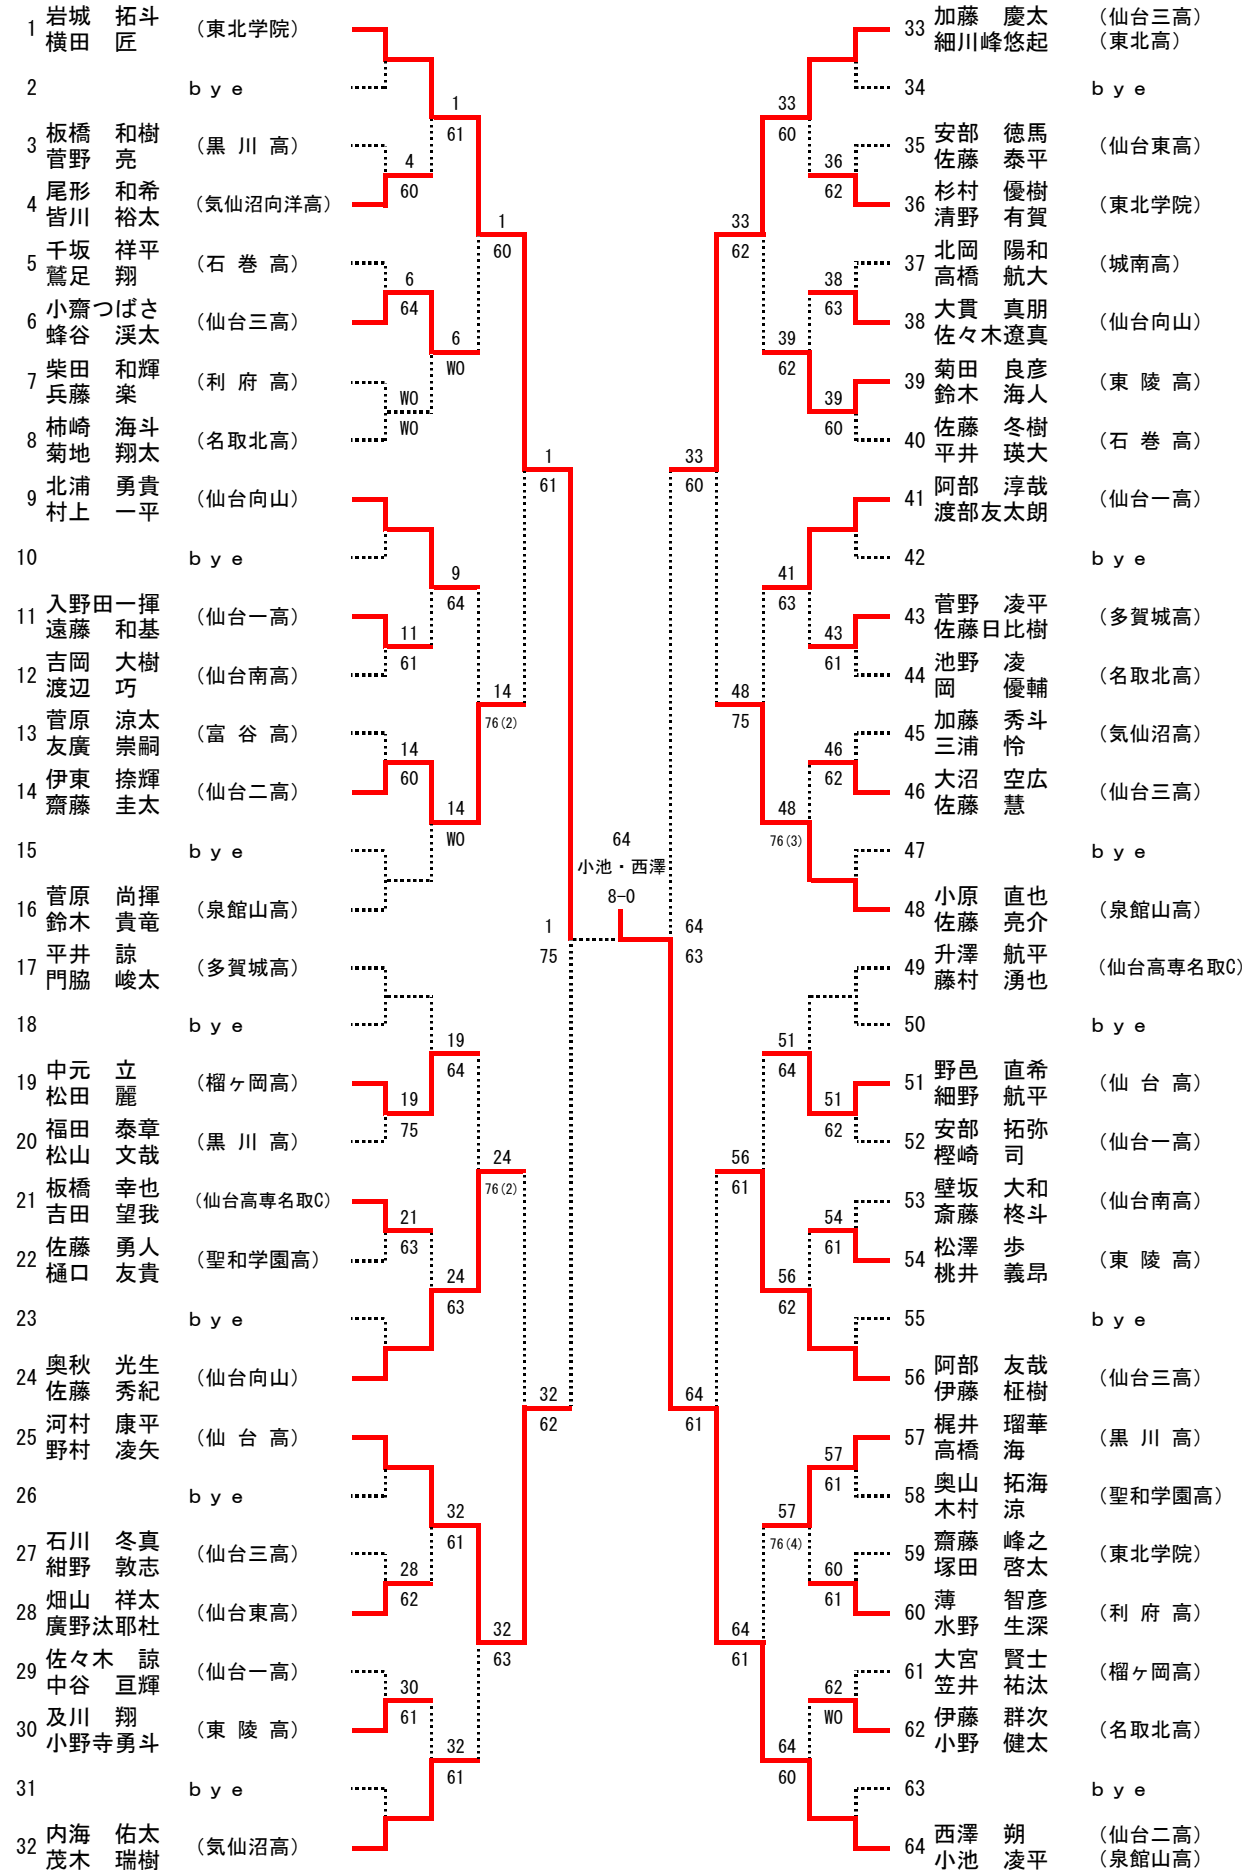 1 岩城　拓斗 （東北学院）
横田　匠
2 ｂｙｅ
3 板橋　和樹 （黒 川 高）
菅野　亮
4 尾形　和希 （気仙沼向洋高）
皆川　裕太
5 千坂　祥平 （石 巻 高）
鷲足　翔
6 小齋つばさ （仙台三高）
蜂谷　渓太
7 柴田　和輝 （利 府 高）
兵藤　楽
8 柿崎　海斗 （名取北高）
菊地　翔太
9 北浦　勇貴 （仙台向山）
村上　一平
10 ｂｙｅ
11 入野田一揮 （仙台一高）
遠藤　和基
12 吉岡　大樹 （仙台南高）
渡辺　巧
13 菅原　涼太 （富 谷 高）
友廣　崇嗣
14 伊東　捺輝 （仙台二高）
齋藤　圭太
15 ｂｙｅ
16 菅原　尚揮 （泉館山高）
鈴木　貴竜
17 平井　諒 （多賀城高）
門脇　峻太
18 ｂｙｅ
19 中元　立 （榴ヶ岡高）
松田　麗
20 福田　泰章 （黒 川 高）
松山　文哉
21 板橋　幸也 （仙台高専名取C）
吉田　望我
22 佐藤　勇人 （聖和学園高）
樋口　友貴
23 ｂｙｅ
24 奥秋　光生 （仙台向山）
佐藤　秀紀
25 河村　康平 （仙 台 高）
野村　凌矢
26 ｂｙｅ
27 石川　冬真 （仙台三高）
紺野　敦志
28 畑山　祥太 （仙台東高）
廣野汰耶杜
29 佐々木　諒 （仙台一高）
中谷　亘輝
30 及川　翔 （東 陵 高）
小野寺勇斗
31 ｂｙｅ
32 内海　佑太 （気仙沼高）
茂木　瑞樹
4
60
6
64
WO
WO
11
61
14
60
19
75
21
63
28
62
30
61
1
61
6
WO
9
64
14
WO
19
64
24
63
32
61
32
61
1
60
14
76(2)
24
76(2)
32
63
1
61
32
62
1
75
64
小池・西澤
8-0
64
63
33
60
64
61
33
62
48
75
56
61
64
61
33
60
39
62
41
63
48
76(3)
51
64
56
62
57
76(4)
64
60
36
62
38
63
39
60
43
61
46
62
51
62
54
61
57
61
60
61
62
WO
33 加藤　慶太 （仙台三高）
細川峰悠起 （東北高）
34 ｂｙｅ
35 安部　徳馬 （仙台東高）
佐藤　泰平
36 杉村　優樹 （東北学院）
清野　有賀
37 北岡　陽和 （城南高）
高橋　航大
38 大貫　真朋 （仙台向山）
佐々木遼真
39 菊田　良彦 （東 陵 高）
鈴木　海人
40 佐藤　冬樹 （石 巻 高）
平井　瑛大
41 阿部　淳哉 （仙台一高）
渡部友太朗
42 ｂｙｅ
43 菅野　凌平 （多賀城高）
佐藤日比樹
44 池野　凌 （名取北高）
岡　　優輔
45 加藤　秀斗 （気仙沼高）
三浦　怜
46 大沼　空広 （仙台三高）
佐藤　慧
47 ｂｙｅ
48 小原　直也 （泉館山高）
佐藤　亮介
49 升澤　航平 （仙台高専名取C）
藤村　湧也
50 ｂｙｅ
51 野邑　直希 （仙 台 高）
細野　航平
52 安部　拓弥 （仙台一高）
樫崎　司
53 壁坂　大和 （仙台南高）
斎藤　柊斗
54 松澤　歩 （東 陵 高）
桃井　義昂
55 ｂｙｅ
56 阿部　友哉 （仙台三高）
伊藤　柾樹
57 梶井　瑠華 （黒 川 高）
高橋　海
58 奥山　拓海 （聖和学園高）
木村　涼
59 齋藤　峰之 （東北学院）
塚田　啓太
60 薄　　智彦 （利 府 高）
水野　生深
61 大宮　賢士 （榴ヶ岡高）
笠井　祐汰
62 伊藤　群次 （名取北高）
小野　健太
63 ｂｙｅ
64 西澤　朔 （仙台二高）
小池　凌平 （泉館山高）